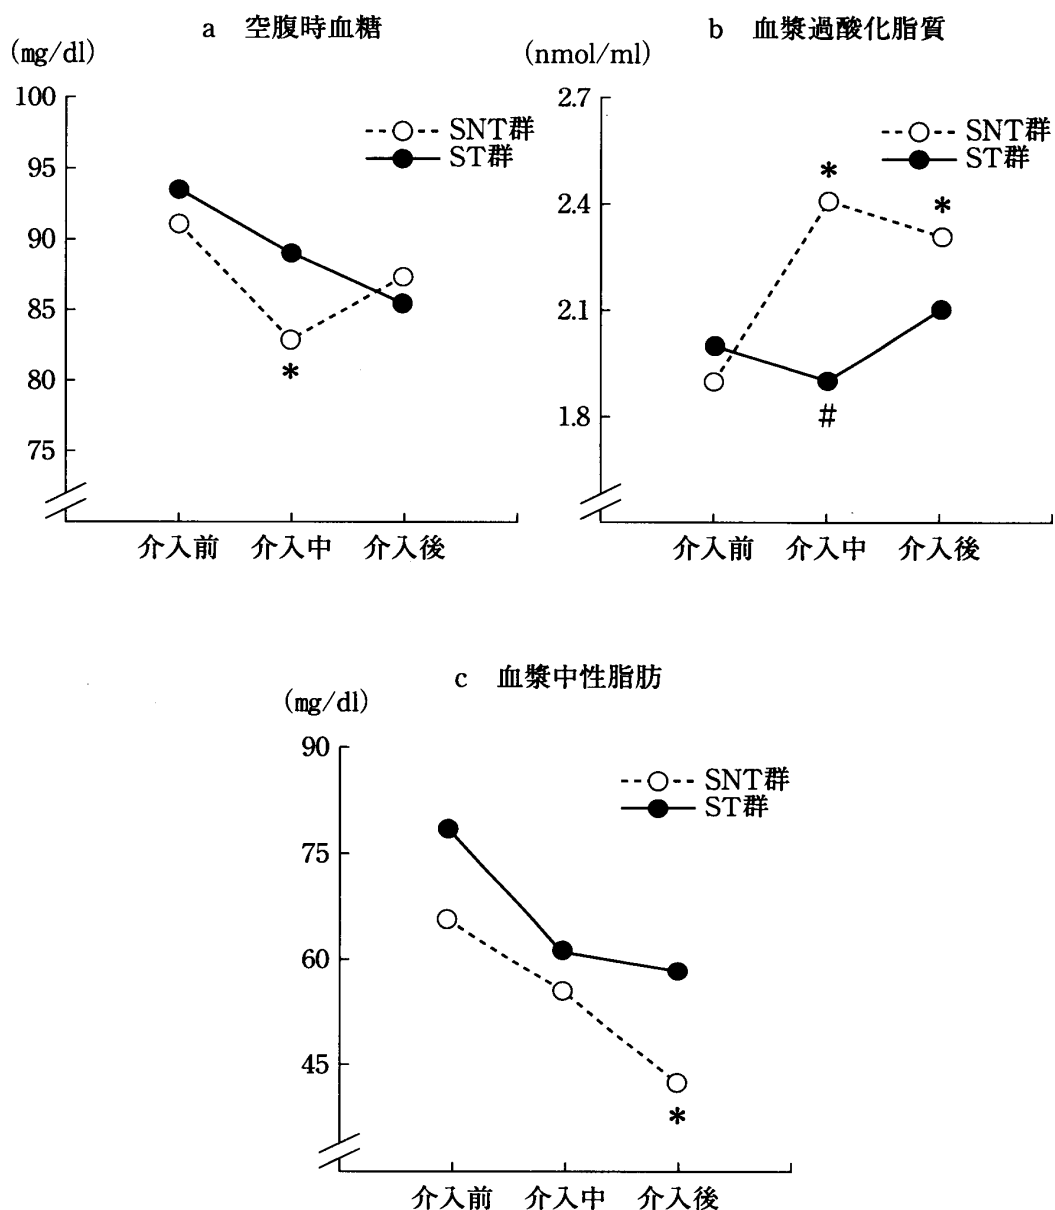 a 空腹時血糖
(mg/dl)
100
95
90
85
80
75
SNT群
ST群
*
介入前 介入中 介入後
b 血漿過酸化脂質
(nmol/ml)
2.7
2.4
2.1
1.8
SNT群
ST群
*
*
#
介入前 介入中 介入後
c 血漿中性脂肪
(mg/dl)
90
75
60
45
SNT群
ST群
*
介入前 介入中 介入後